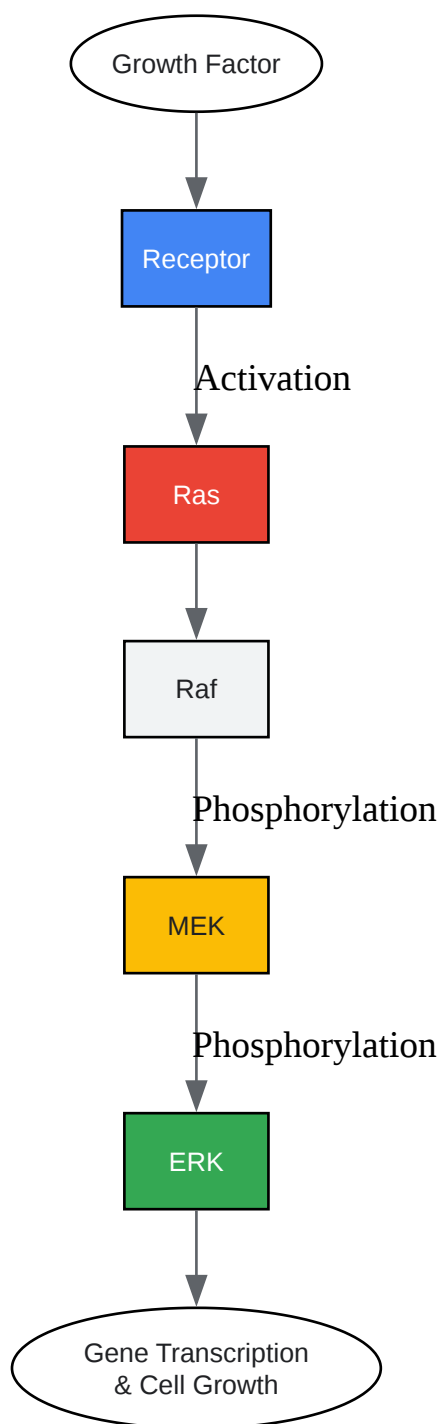 Growth Factor
Receptor
Activation
Ras
Raf
Phosphorylation
MEK
Phosphorylation
ERK
Gene Transcription
& Cell Growth